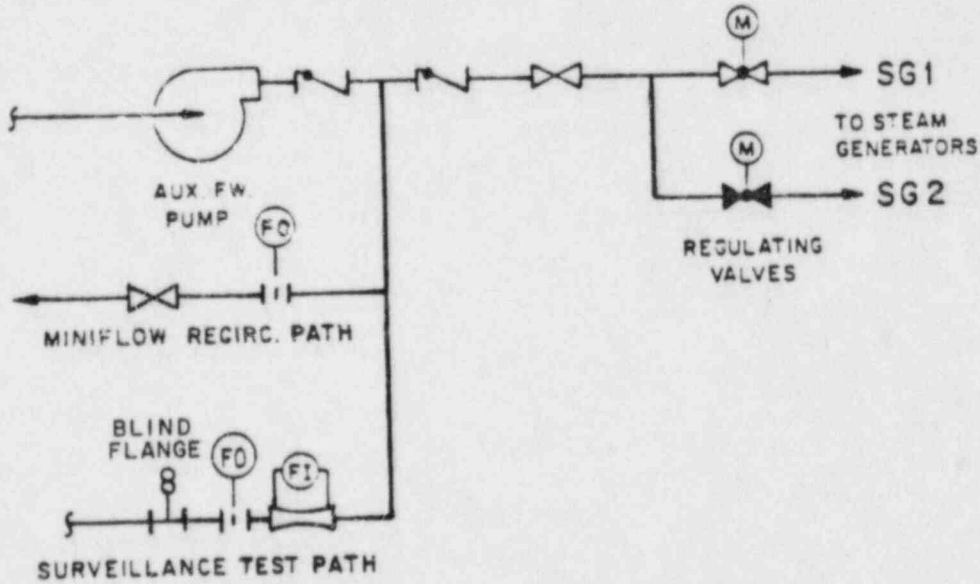 M
SG1
TO STEAM
GENERATORS
M
SG2
AUX. FW.
PUMP
REGULATING
VALVES
FO
MINIFLOW RECIRC. PATH
BLIND
FLANGE
FO
FI
SURVEILLANCE TEST PATH